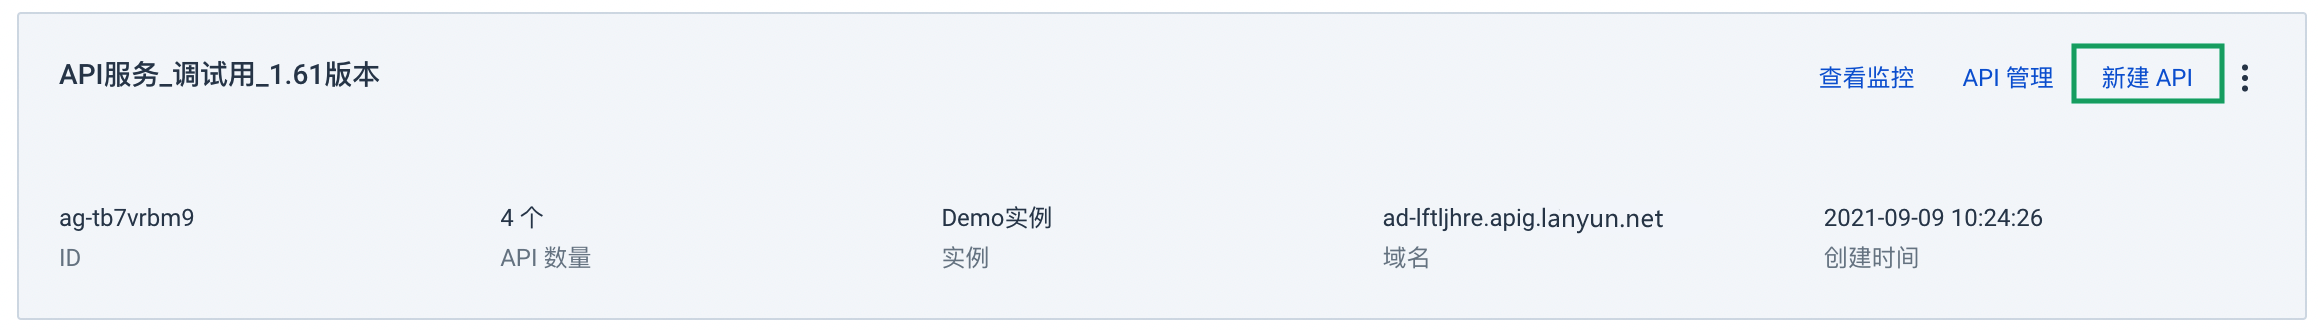 API服务_调试用_1.61版本
查看监控 API 管理 新建 API
ag-tb7vrbm9 4 个 Demo实例 ad-lftljhre.apig.lanyun.net 2021-09-09 10:24:26
ID API 数量 实例 域名 创建时间